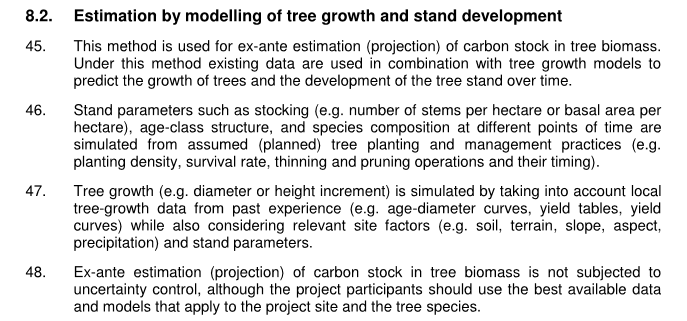 8.2. Estimation by modelling of tree growth and stand development
45. This method is used for ex-ante estimation (projection) of carbon stock in tree biomass.
Under this method existing data are used in combination with tree growth models to
predict the growth of trees and the development of the tree stand over time.
46. Stand parameters such as stocking (e.g. number of stems per hectare or basal area per
hectare), age-class structure, and species composition at different points of time are
simulated from assumed (planned) tree planting and management practices (e.g.
planting density, survival rate, thinning and pruning operations and their timing).
47. Tree growth (e.g. diameter or height increment) is simulated by taking into account local
tree-growth data from past experience (e.g. age-diameter curves, yield tables, yield
curves) while also considering relevant site factors (e.g. soil, terrain, slope, aspect,
precipitation) and stand parameters.
48. Ex-ante estimation (projection) of carbon stock in tree biomass is not subjected to
uncertainty control, although the project participants should use the best available data
and models that apply to the project site and the tree species.